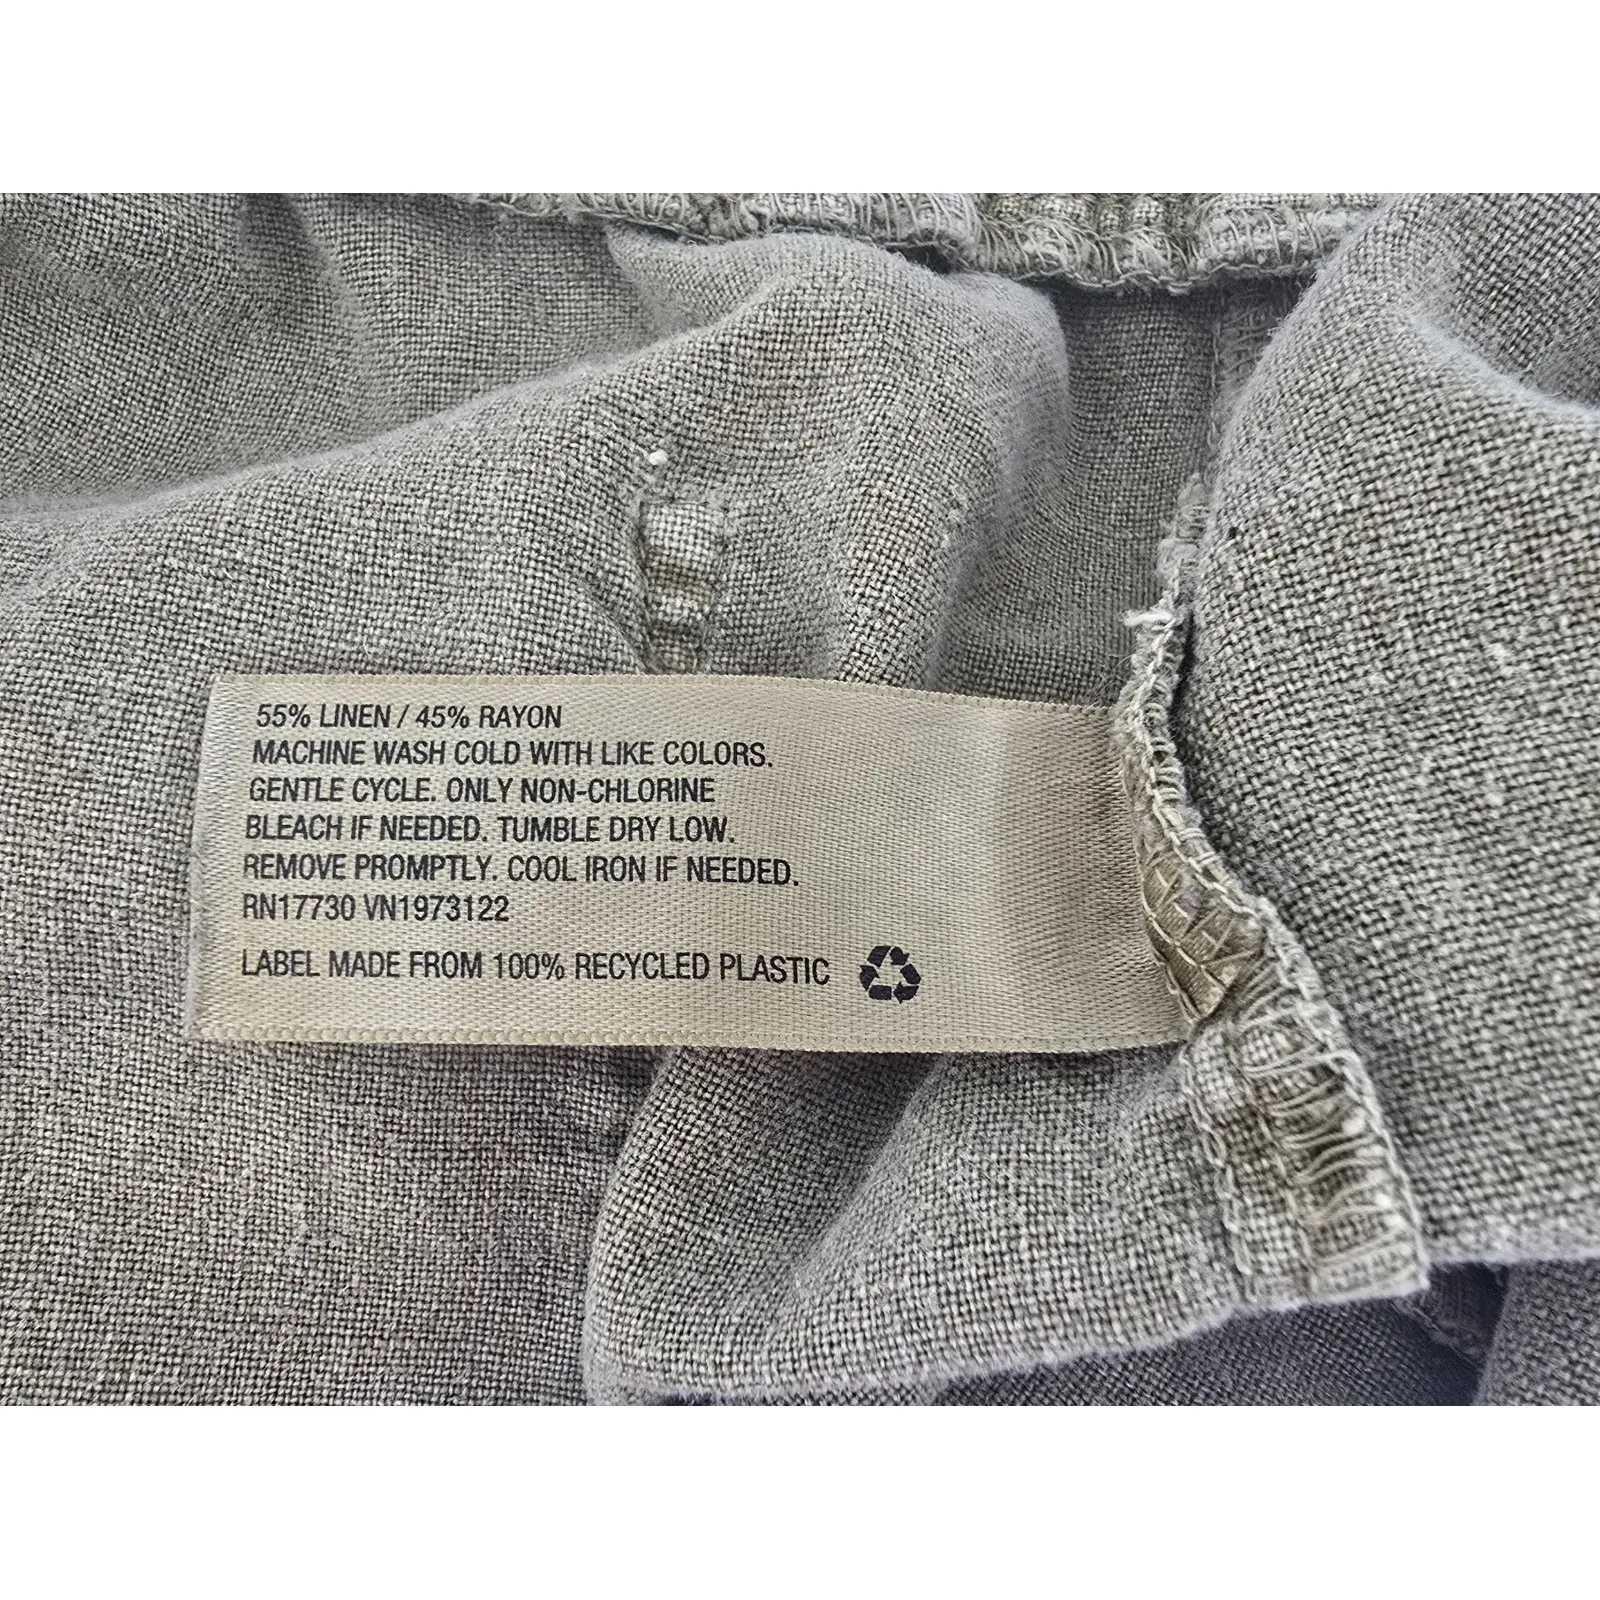 55% LINEN / 45% RAYON
MACHINE WASH COLD WITH LIKE COLORS.
GENTLE CYCLE. ONLY NON-CHLORINE
BLEACH IF NEEDED. TUMBLE DRY LOW.
REMOVE PROMPTLY. COOL IRON IF NEEDED.
RN17730 VN1973122
LABEL MADE FROM 100% RECYCLED PLASTIC